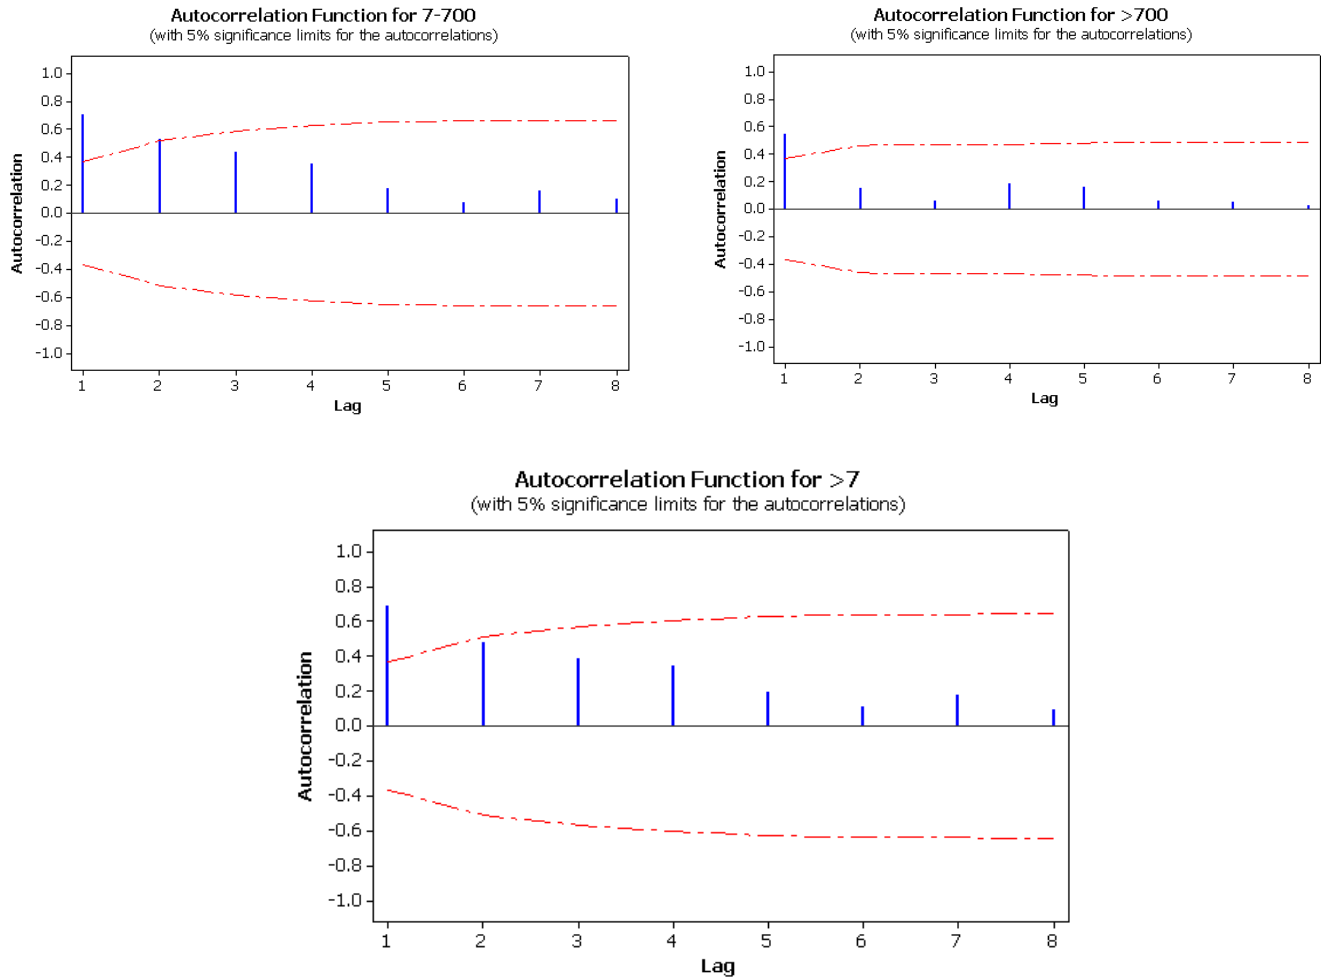 Autocorrelation Function for 7-700
(with 5% significance limits for the autocorrelations)
Autocorrelation
1.0
0.8
0.6
0.4
0.2
0.0
-0.2
-0.4
-0.6
-0.8
-1.0
1 2 3 4 5 6 7 8
Lag
Autocorrelation Function for >700
(with 5% significance limits for the autocorrelations)
Autocorrelation
1.0
0.8
0.6
0.4
0.2
0.0
-0.2
-0.4
-0.6
-0.8
-1.0
1 2 3 4 5 6 7 8
Lag
Autocorrelation Function for >7
(with 5% significance limits for the autocorrelations)
Autocorrelation
1.0
0.8
0.6
0.4
0.2
0.0
-0.2
-0.4
-0.6
-0.8
-1.0
1 2 3 4 5 6 7 8
Lag